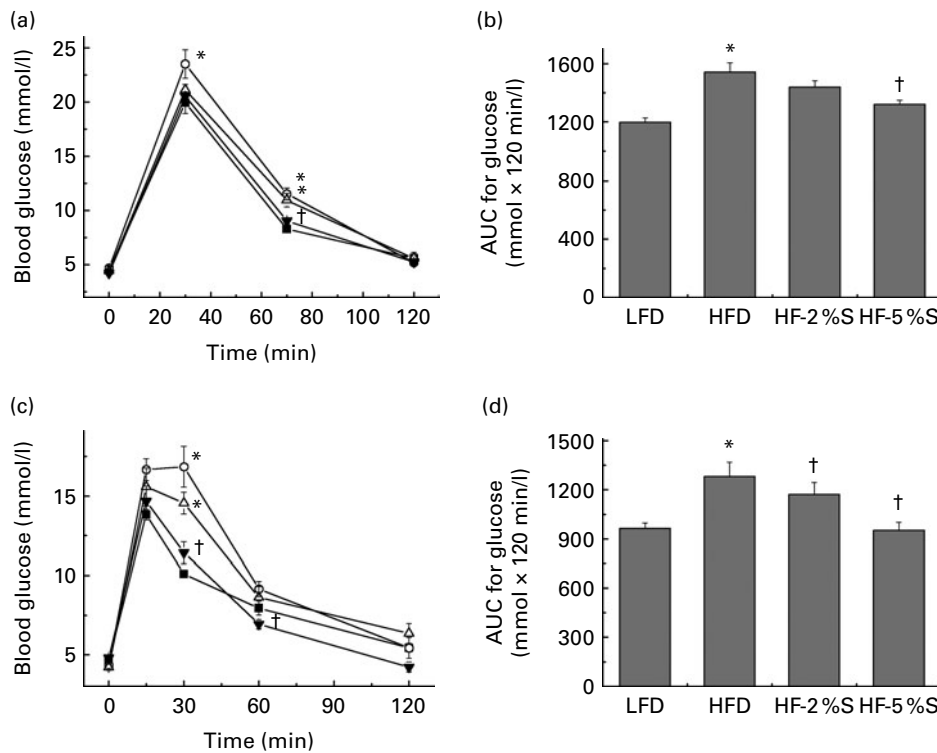 (a)
25
20
15
10
5
Blood glucose (mmol/l)
*
*
*
†
0 20 40 60 80 100 120
Time (min)
(b)
1600
1200
800
400
0
AUC for glucose
(mmol × 120 min/l)
*
†
LFD HFD HF-2 %S HF-5 %S
(c)
15
10
5
Blood glucose (mmol/l)
*
*
†
†
0 30 60 90 120
Time (min)
(d)
1500
1200
900
600
300
0
AUC for glucose
(mmol × 120 min/l)
*
†
†
LFD HFD HF-2 %S HF-5 %S